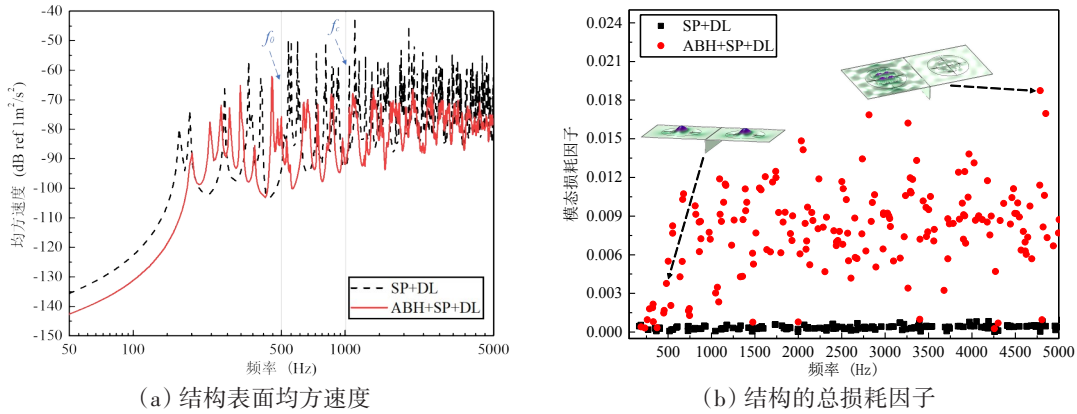 -40
-50
-60
-70
-80
-90
-100
-110
-120
-130
-140
-150
均方速度 (dB ref 1m²/s²)
f₀
f_c
SP+DL
ABH+SP+DL
50 100 500 1000 5000
频率 (Hz)
(a) 结构表面均方速度
0.024
0.021
0.018
0.015
0.012
0.009
0.006
0.003
0.000
模态损耗因子
SP+DL
ABH+SP+DL
500 1000 1500 2000 2500 3000 3500 4000 4500 5000
频率 (Hz)
(b) 结构的总损耗因子